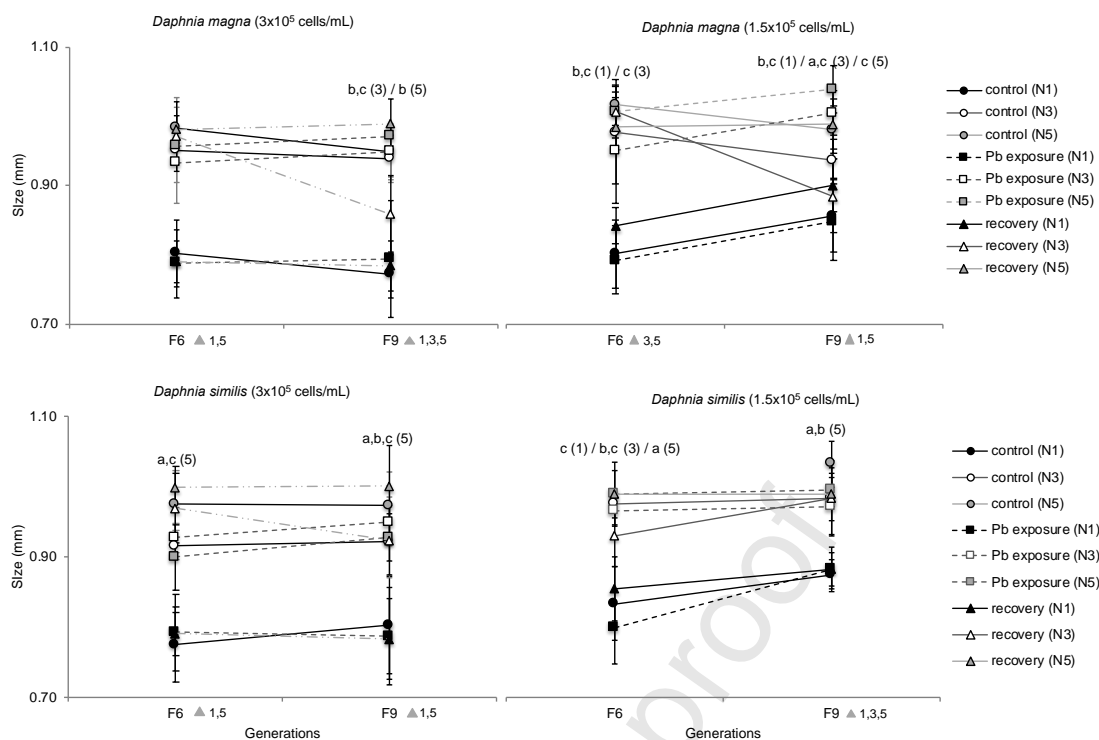 Daphnia magna (3x10⁵ cells/mL)
Daphnia magna (1.5x10⁵ cells/mL)
1.10
0.90
0.70
SIze (mm)
b,c (3) / b (5)
b,c (1) / c (3)
b,c (1) / a,c (3) / c (5)
F6 ▲ 1,5
F9 ▲ 1,3,5
F6 ▲ 3,5
F9 ▲ 1,5
control (N1)
control (N3)
control (N5)
Pb exposure (N1)
Pb exposure (N3)
Pb exposure (N5)
recovery (N1)
recovery (N3)
recovery (N5)
Daphnia similis (3x10⁵ cells/mL)
Daphnia similis (1.5x10⁵ cells/mL)
1.10
0.90
0.70
SIze (mm)
a,c (5)
a,b,c (5)
c (1) / b,c (3) / a (5)
a,b (5)
F6 ▲ 1,5
F9 ▲ 1,5
F6
F9 ▲ 1,3,5
Generations
Generations
control (N1)
control (N3)
control (N5)
Pb exposure (N1)
Pb exposure (N3)
Pb exposure (N5)
recovery (N1)
recovery (N3)
recovery (N5)
proof